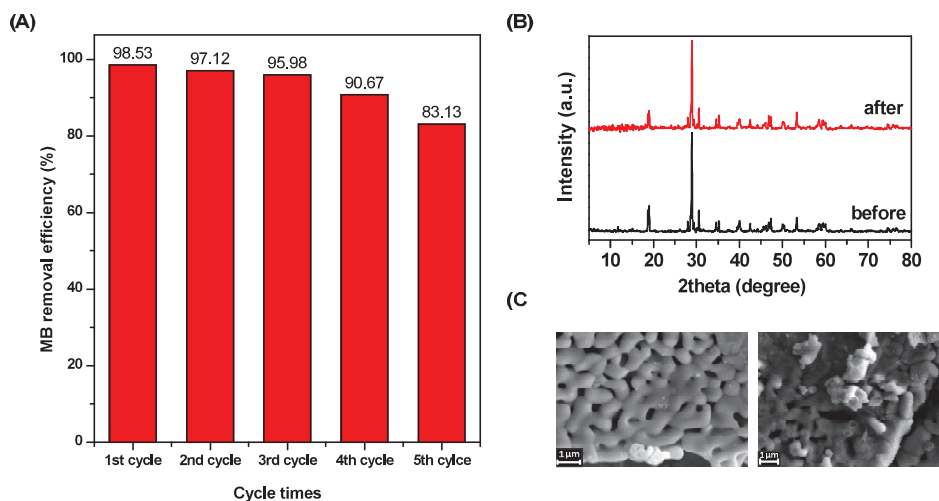 (A)
98.53
97.12
95.98
90.67
83.13
100
80
60
40
20
0
MB removal efficiency (%)
1st cycle 2nd cycle 3rd cycle 4th cycle 5th cylce
Cycle times
(B)
Intensity (a.u.)
after
before
10 20 30 40 50 60 70 80
2theta (degree)
(C)
1 µm
1 µm